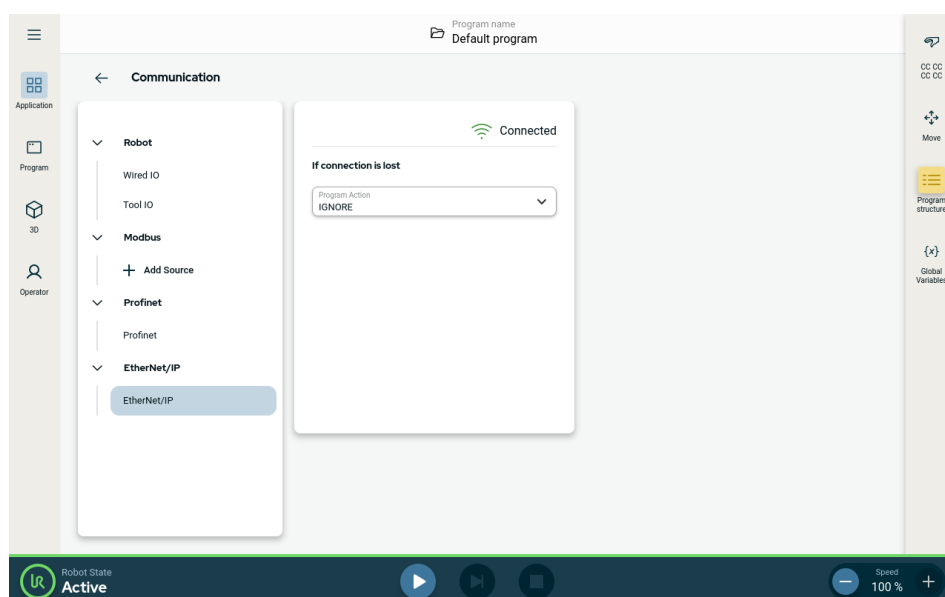 Program name
Default program
Application
Program
3D
Operator
Communication
Robot
Wired IO
Tool IO
Modbus
Add Source
Profinet
Profinet
EtherNet/IP
EtherNet/IP
Connected
If connection is lost
Program Action
IGNORE
CC CC
CC CC
Move
Program
structure
{x}
Global
Variables
UR
Robot State
Active
Speed
100 %